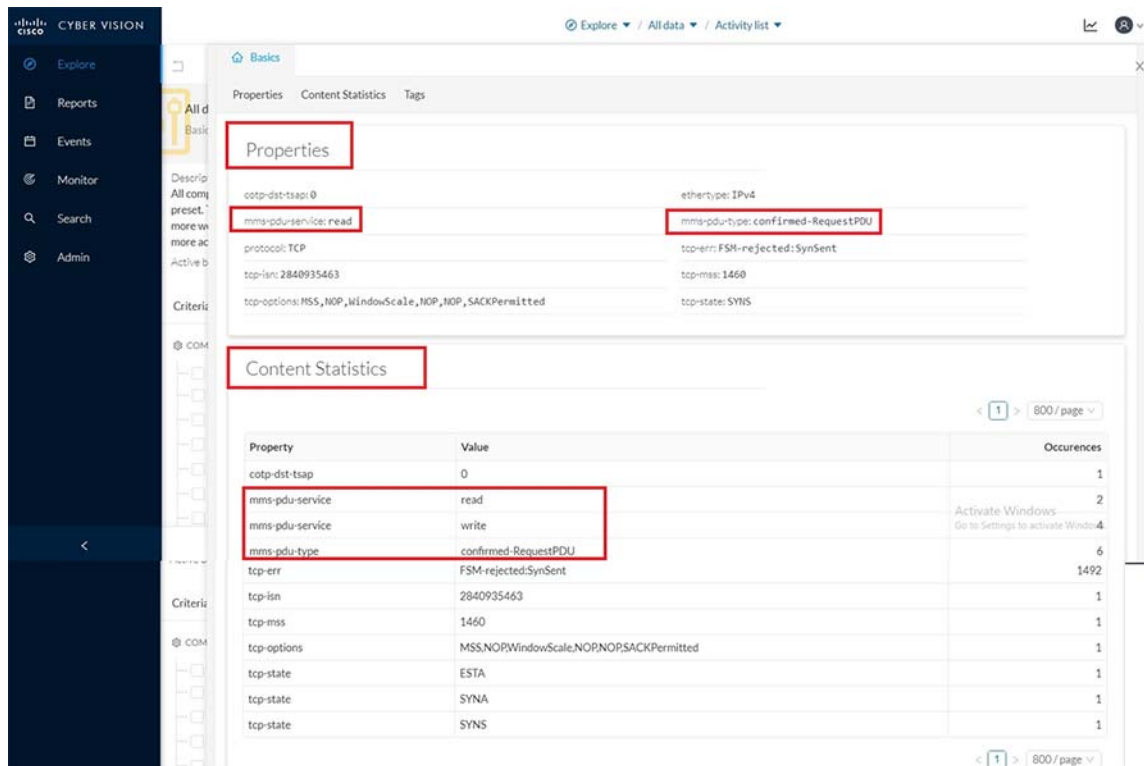 CISCO CYBER VISION
Explore / All data / Activity list
Explore
Reports
Events
Monitor
Search
Admin
All d
Basic
Descrip
All comp
preset.
more we
more ac
Active b
Criteria
COM
Criteria
COM
Basics
Properties Content Statistics Tags
Properties
cotp-dst-tsap: 0 ethertype: IPv4
mms-pdu-service: read mms-pdu-type: confirmed-RequestPDU
protocol: TCP tcp-err: FSM-rejected:SynSent
tcp-isn: 2840935463 tcp-mss: 1460
tcp-options: MSS,NOP,WindowScale,NOP,NOP,SACKPermitted tcp-state: SYNS
Content Statistics
< 1 > 800 / page
Property Value Occurences
cotp-dst-tsap 0 1
mms-pdu-service read 2
mms-pdu-service write 4
mms-pdu-type confirmed-RequestPDU 6
tcp-err FSM-rejected:SynSent 1492
tcp-isn 2840935463 1
tcp-mss 1460 1
tcp-options MSS,NOP,WindowScale,NOP,NOP,SACKPermitted 1
tcp-state ESTA 1
tcp-state SYNA 1
tcp-state SYNS 1
Activate Windows
Go to Settings to activate Windows
< 1 > 800 / page